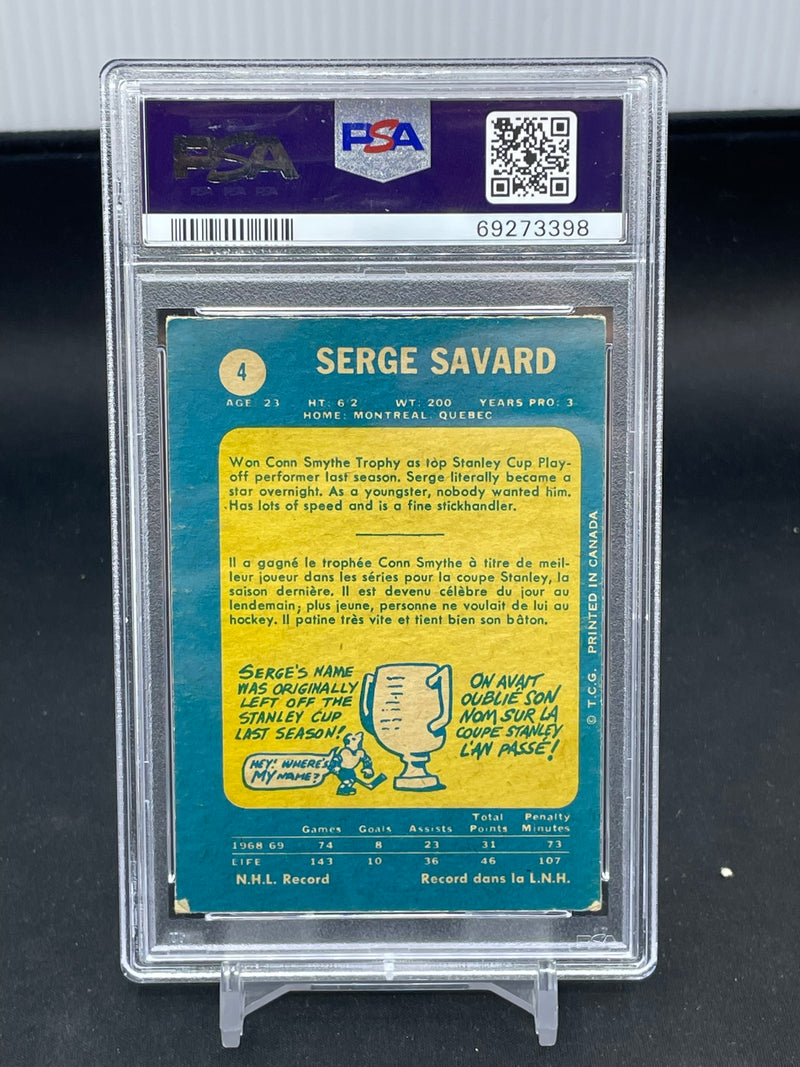 PSA
PSA
PSA PSA PSA
69273398
4
SERGE SAVARD
AGE: 23 HT: 6'2 WT: 200 YEARS PRO: 3
HOME: MONTREAL, QUEBEC
Won Conn Smythe Trophy as top Stanley Cup Play-
off performer last season. Serge literally became a
star overnight. As a youngster, nobody wanted him.
Has lots of speed and is a fine stickhandler.
Il a gagné le trophée Conn Smythe à titre de meil-
leur joueur dans les séries pour la coupe Stanley, la
saison dernière. Il est devenu célèbre du jour au
lendemain; plus jeune, personne ne voulait de lui au
hockey. Il patine très vite et tient bien son bâton.
SERGE'S NAME
WAS ORIGINALLY
LEFT OFF THE
STANLEY CUP
LAST SEASON!
HEY! WHERE'S
MY NAME?
ON AVAIT
OUBLIÉ SON
NOM SUR LA
COUPE STANLEY
L'AN PASSÉ!
© T.C.G. PRINTED IN CANADA
Total Penalty
Games Goals Assists Points Minutes
1968 69 74 8 23 31 73
LIFE 143 10 36 46 107
N.H.L. Record Record dans la L.N.H.
PSA